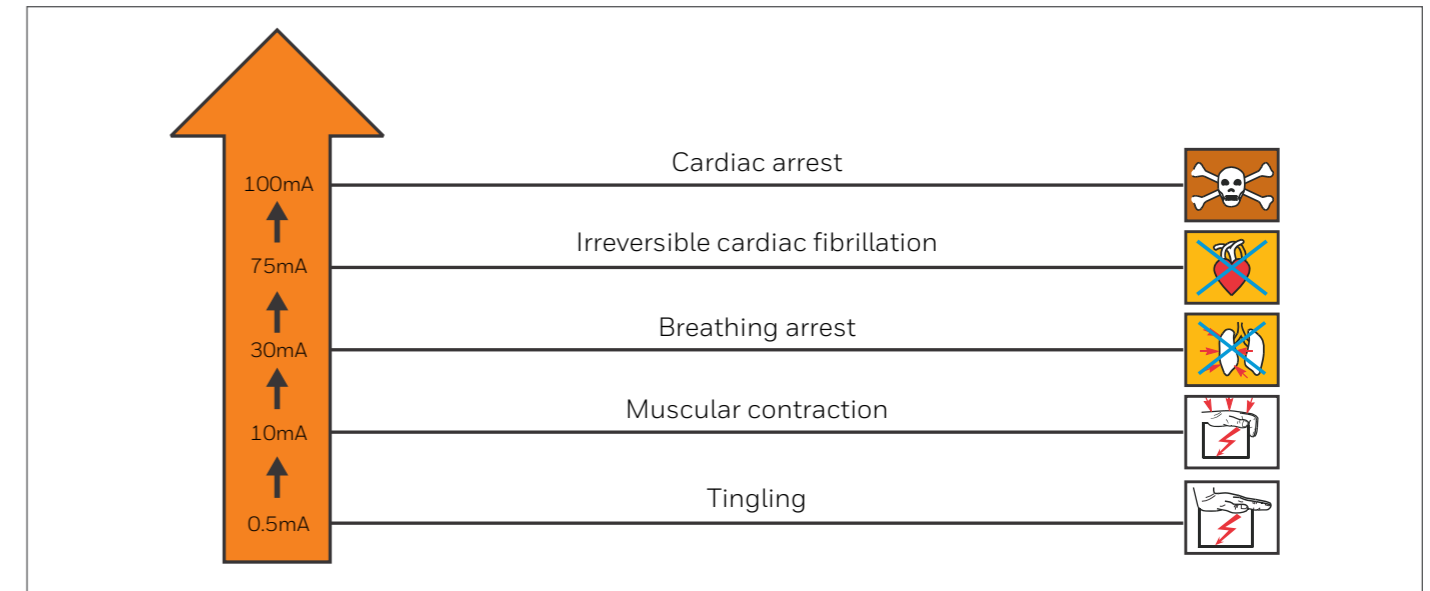 Cardiac arrest
100mA
Irreversible cardiac fibrillation
75mA
Breathing arrest
30mA
Muscular contraction
10mA
Tingling
0.5mA